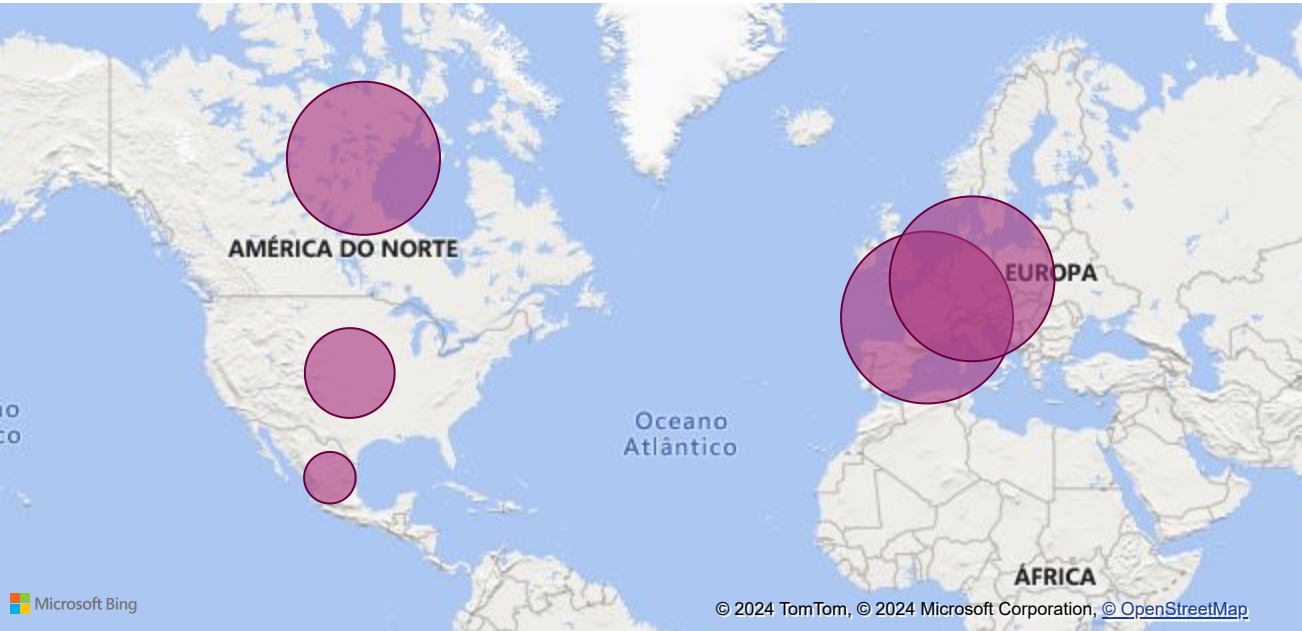 AMÉRICA DO NORTE
EUROPA
Oceano
Atlântico
ÁFRICA
Microsoft Bing
© 2024 TomTom, © 2024 Microsoft Corporation, © OpenStreetMap